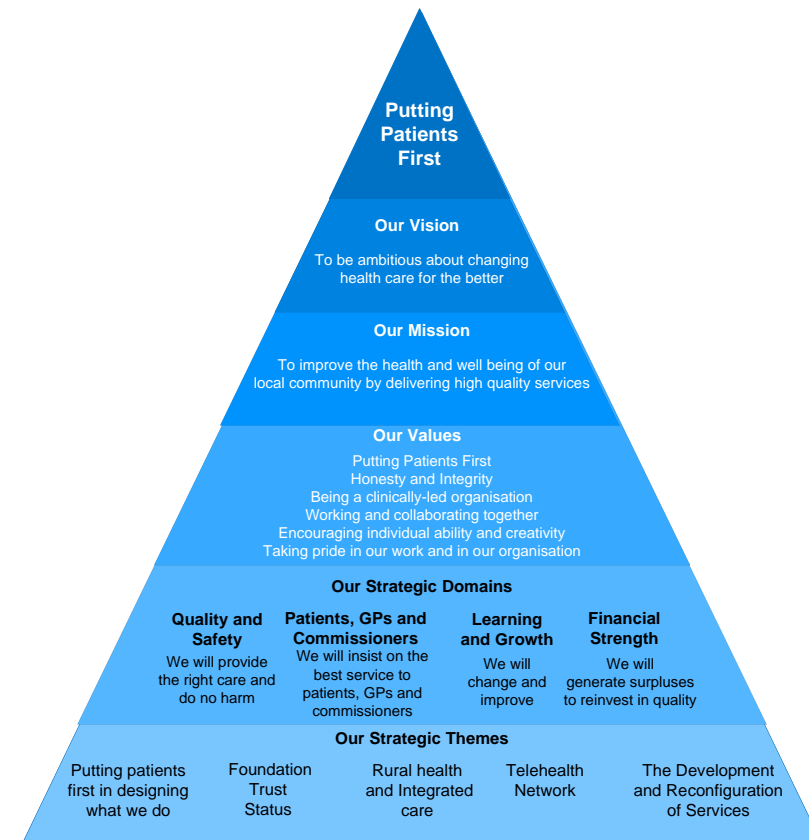 Putting
Patients
First
Our Vision
To be ambitious about changing
health care for the better
Our Mission
To improve the health and well being of our
local community by delivering high quality services
Our Values
Putting Patients First
Honesty and Integrity
Being a clinically-led organisation
Working and collaborating together
Encouraging individual ability and creativity
Taking pride in our work and in our organisation
Our Strategic Domains
Quality and
Safety
We will provide
the right care and
do no harm
Patients, GPs and
Commissioners
We will insist on the
best service to
patients, GPs and
commissioners
Learning
and Growth
We will
change and
improve
Financial
Strength
We will
generate surpluses
to reinvest in quality
Our Strategic Themes
Putting patients
first in designing
what we do
Foundation
Trust
Status
Rural health
and Integrated
care
Telehealth
Network
The Development
and Reconfiguration
of Services